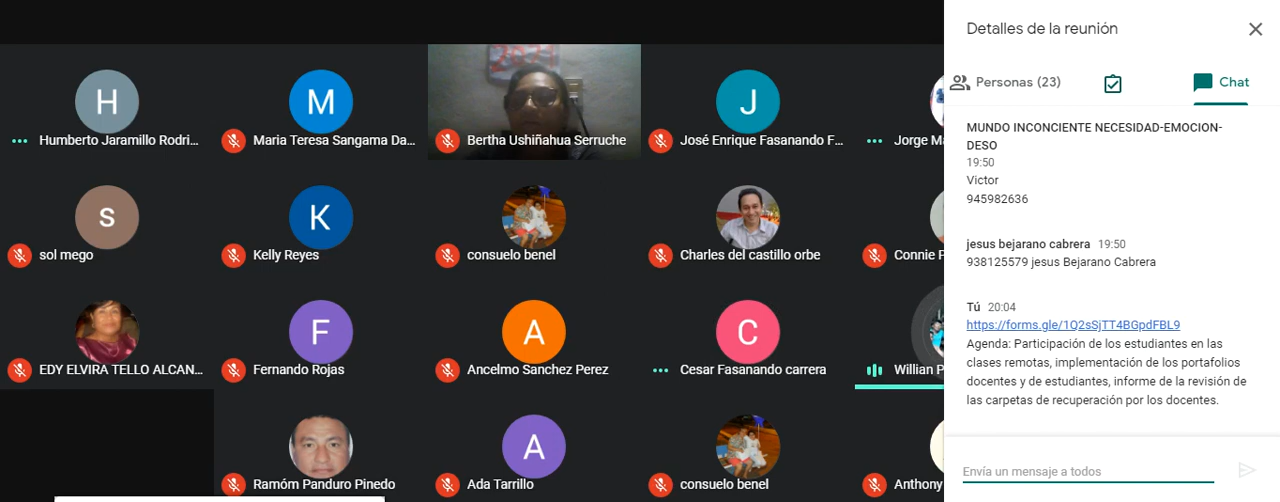 Detalles de la reunión
Personas (23)
Chat
H
Humberto Jaramillo Rodri...
M
Maria Teresa Sangama Da...
Bertha Ushiñahua Serruche
J
José Enrique Fasanando F...
Jorge
s
sol mego
K
Kelly Reyes
consuelo benel
Charles del castillo orbe
Connie
EDY ELVIRA TELLO ALCAN...
F
Fernando Rojas
A
Ancelmo Sanchez Perez
C
Cesar Fasanando carrera
Willian
Ramóm Panduro Pinedo
A
Ada Tarrillo
consuelo benel
Anthony
MUNDO INCONCIENTE NECESIDAD-EMOCION-
DESO
19:50
Victor
945982636
jesus bejarano cabrera 19:50
938125579 jesus Bejarano Cabrera
Tú 20:04
https://forms.gle/1Q2sSjTT4BGpdFBL9
Agenda: Participación de los estudiantes en las
clases remotas, implementación de los portafolios
docentes y de estudiantes, informe de la revisión de
las carpetas de recuperación por los docentes.
Envía un mensaje a todos